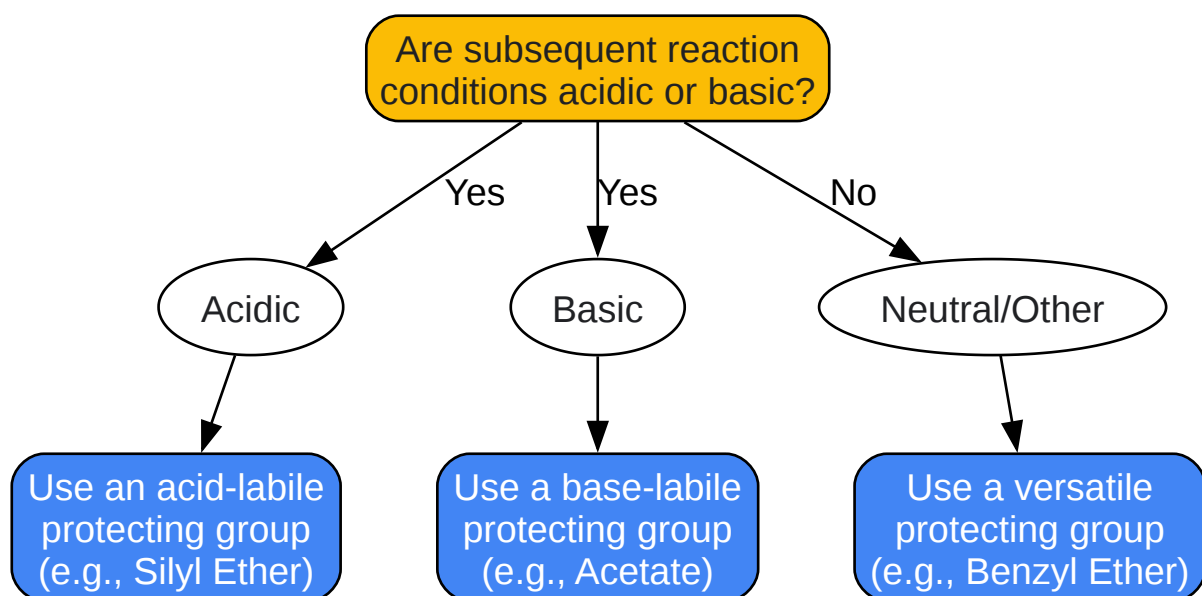 Are subsequent reaction
conditions acidic or basic?
Yes
Yes
No
Acidic
Basic
Neutral/Other
Use an acid-labile
protecting group
(e.g., Silyl Ether)
Use a base-labile
protecting group
(e.g., Acetate)
Use a versatile
protecting group
(e.g., Benzyl Ether)